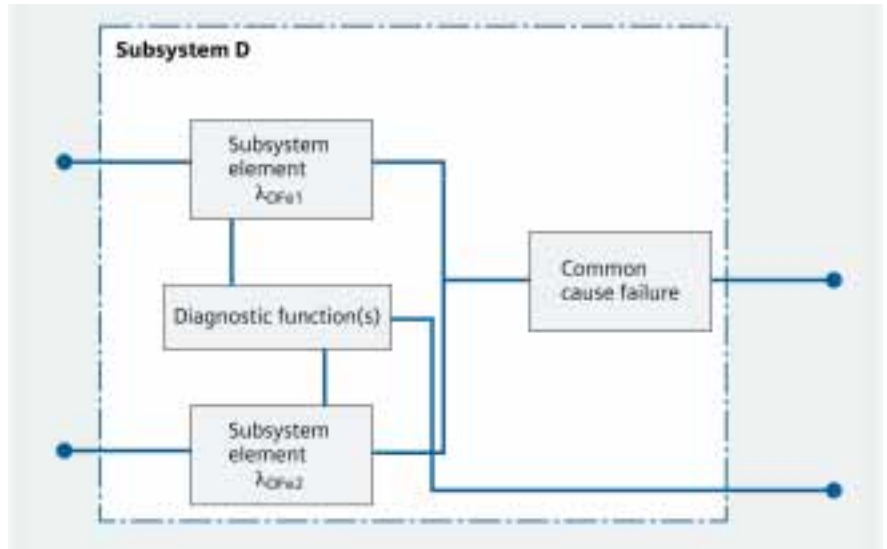 Subsystem D
Subsystem
element
λDFe1
Common
cause failure
Diagnostic function(s)
Subsystem
element
λDFe2